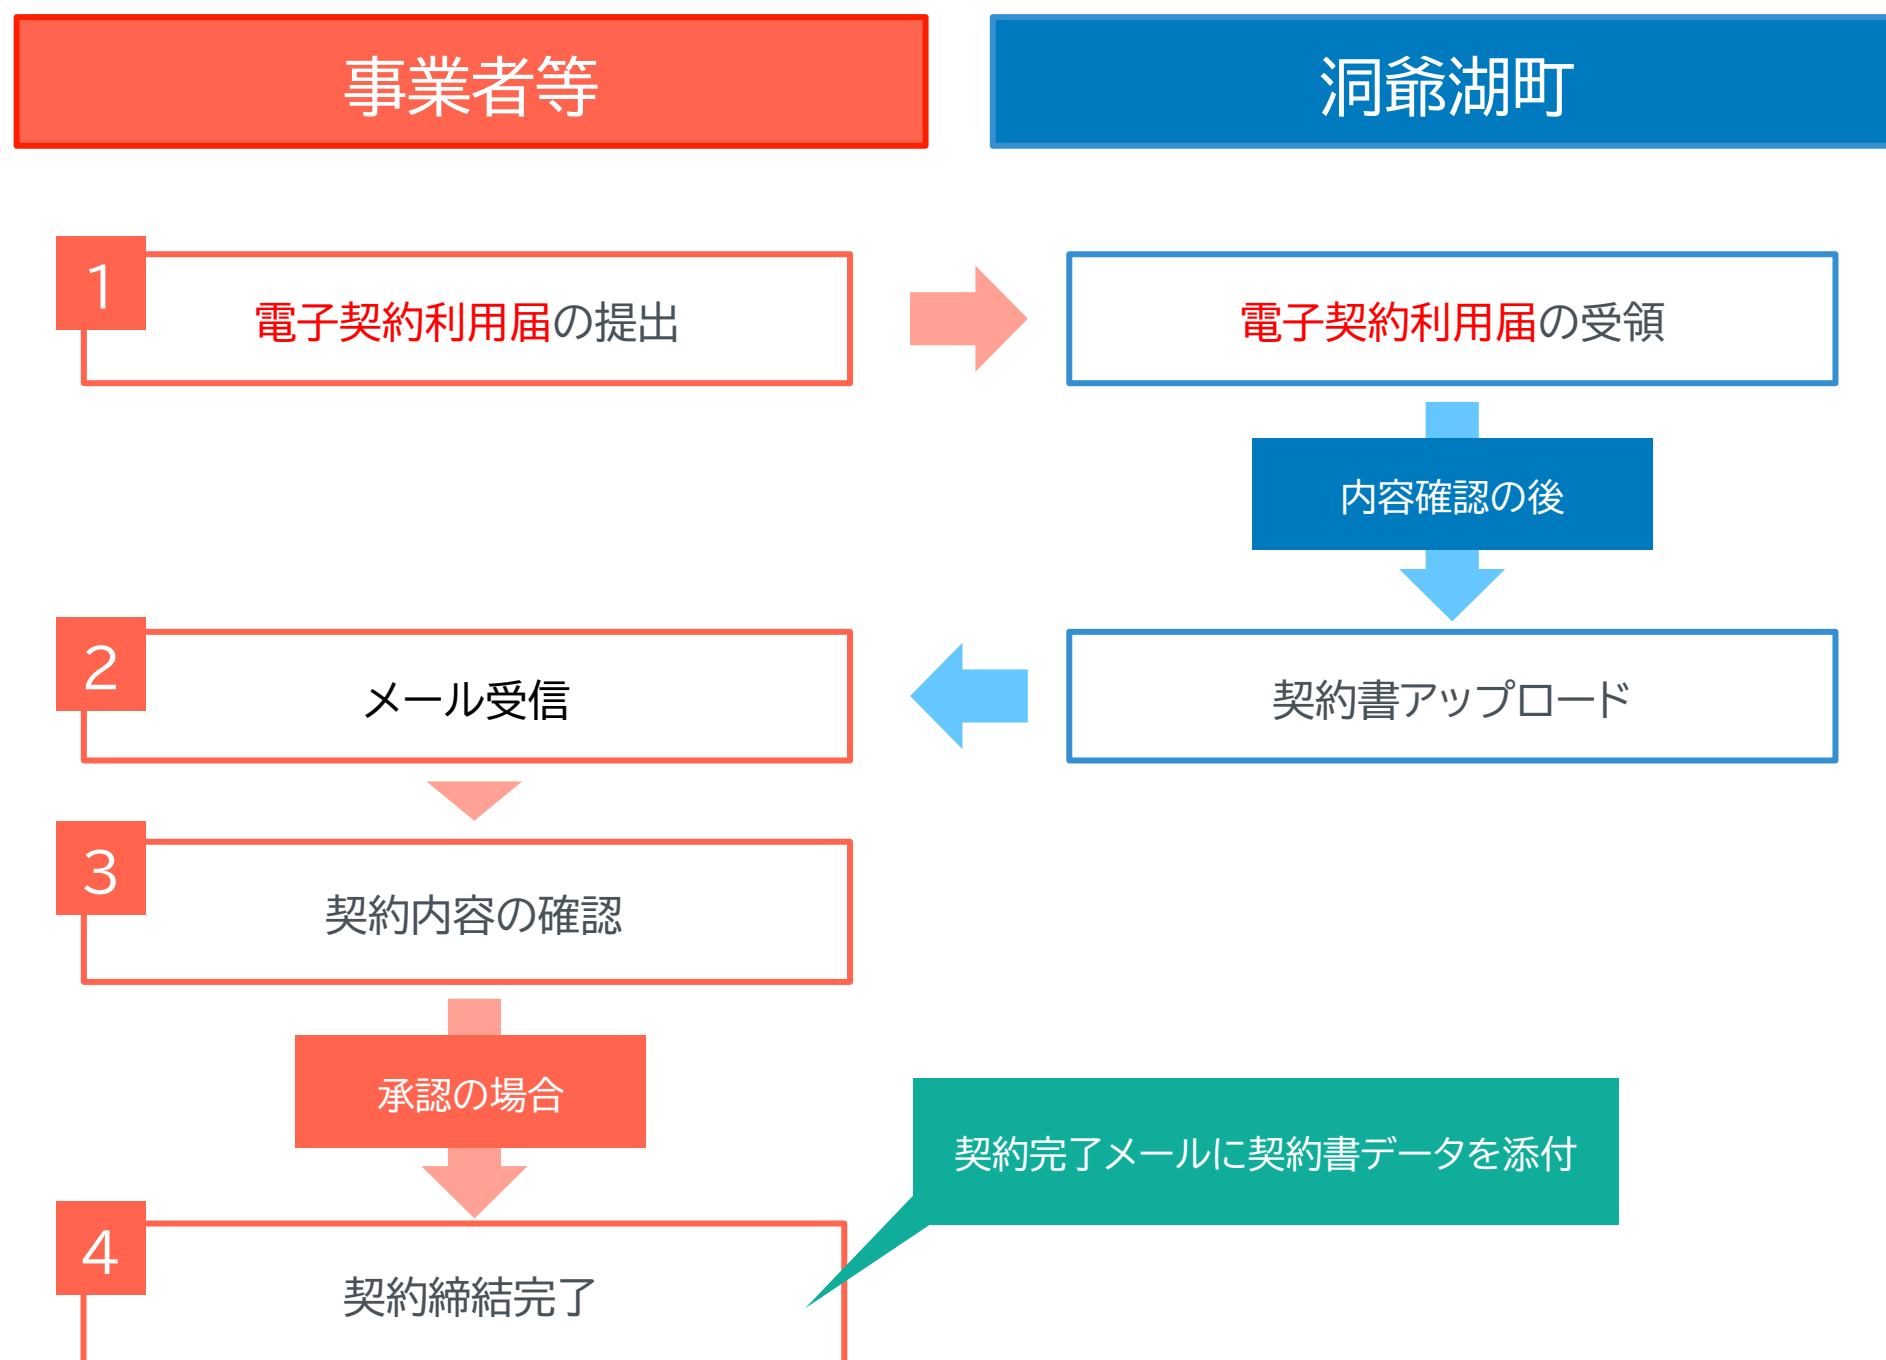 事業者等
洞爺湖町
1
電子契約利用届の提出
電子契約利用届の受領
内容確認の後
2
メール受信
契約書アップロード
3
契約内容の確認
承認の場合
契約完了メールに契約書データを添付
4
契約締結完了